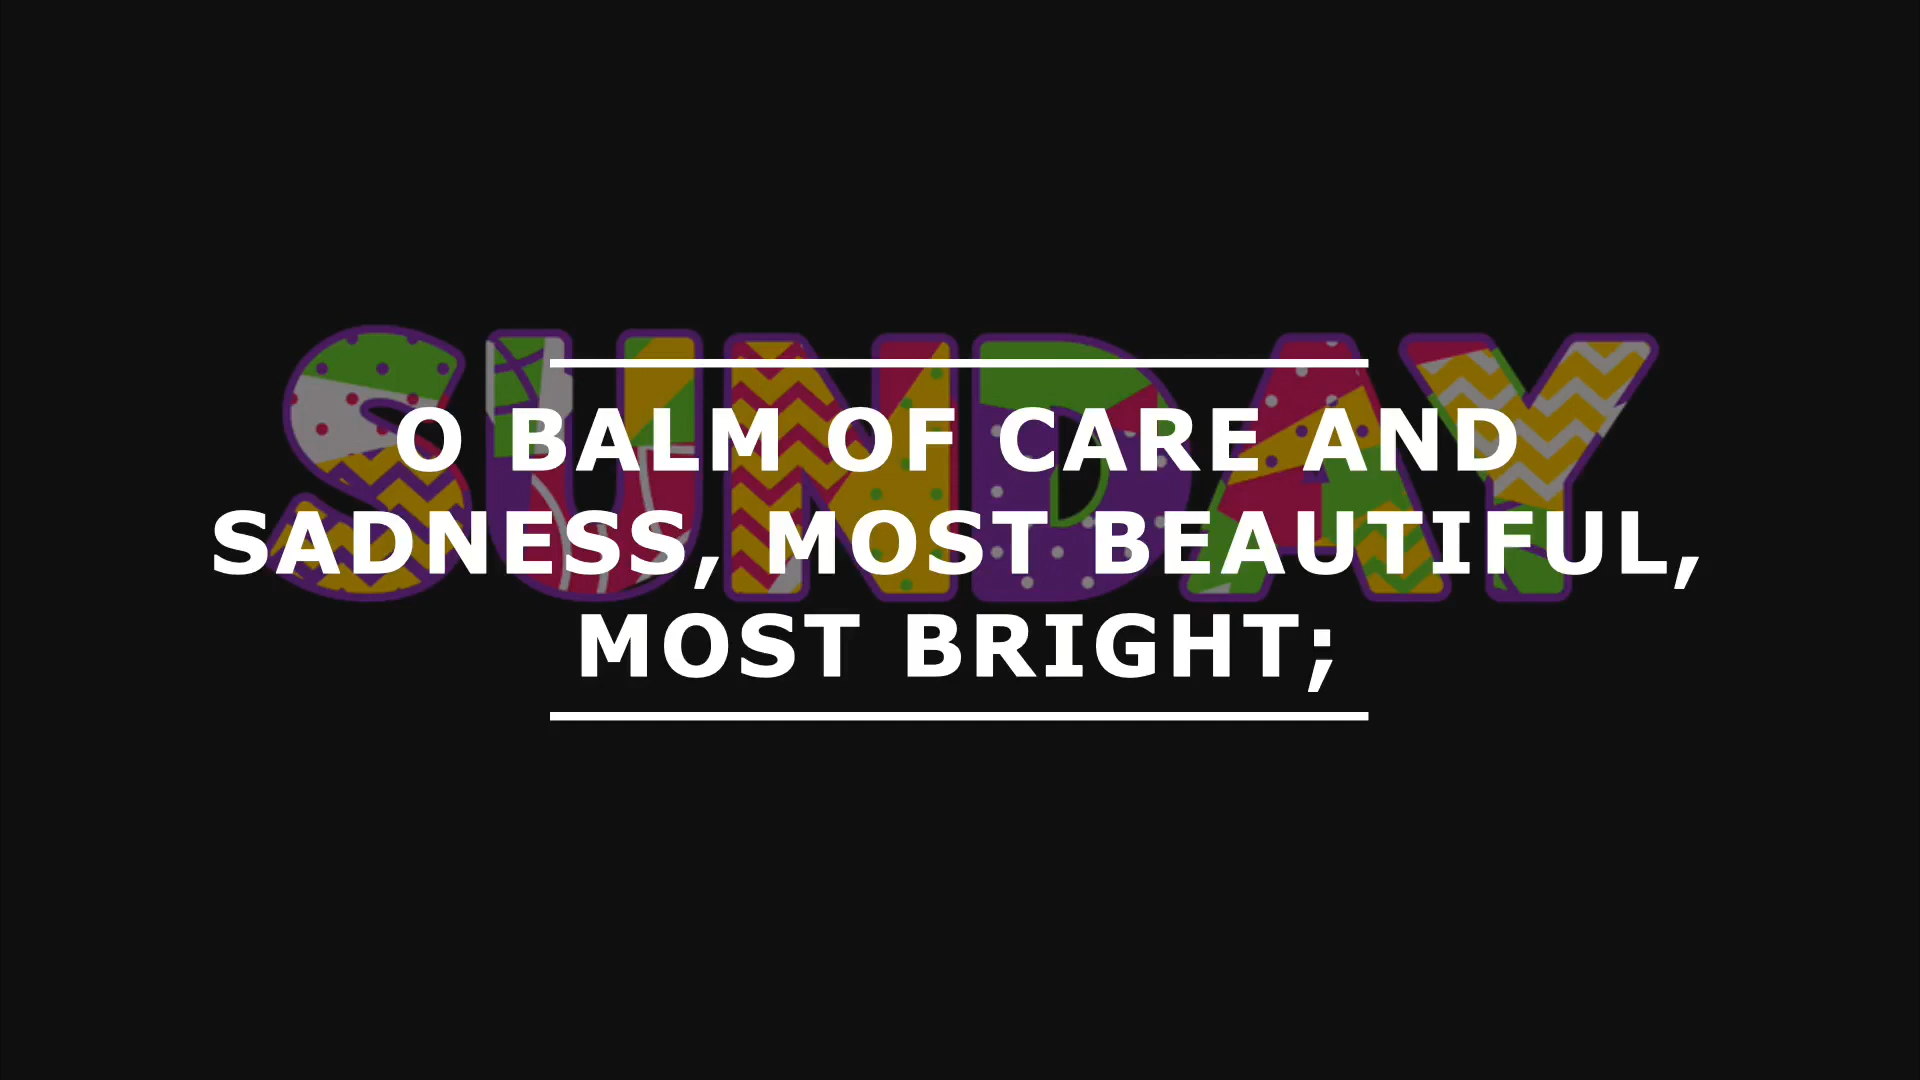 SUNDAY
O BALM OF CARE AND
SADNESS, MOST BEAUTIFUL,
MOST BRIGHT;